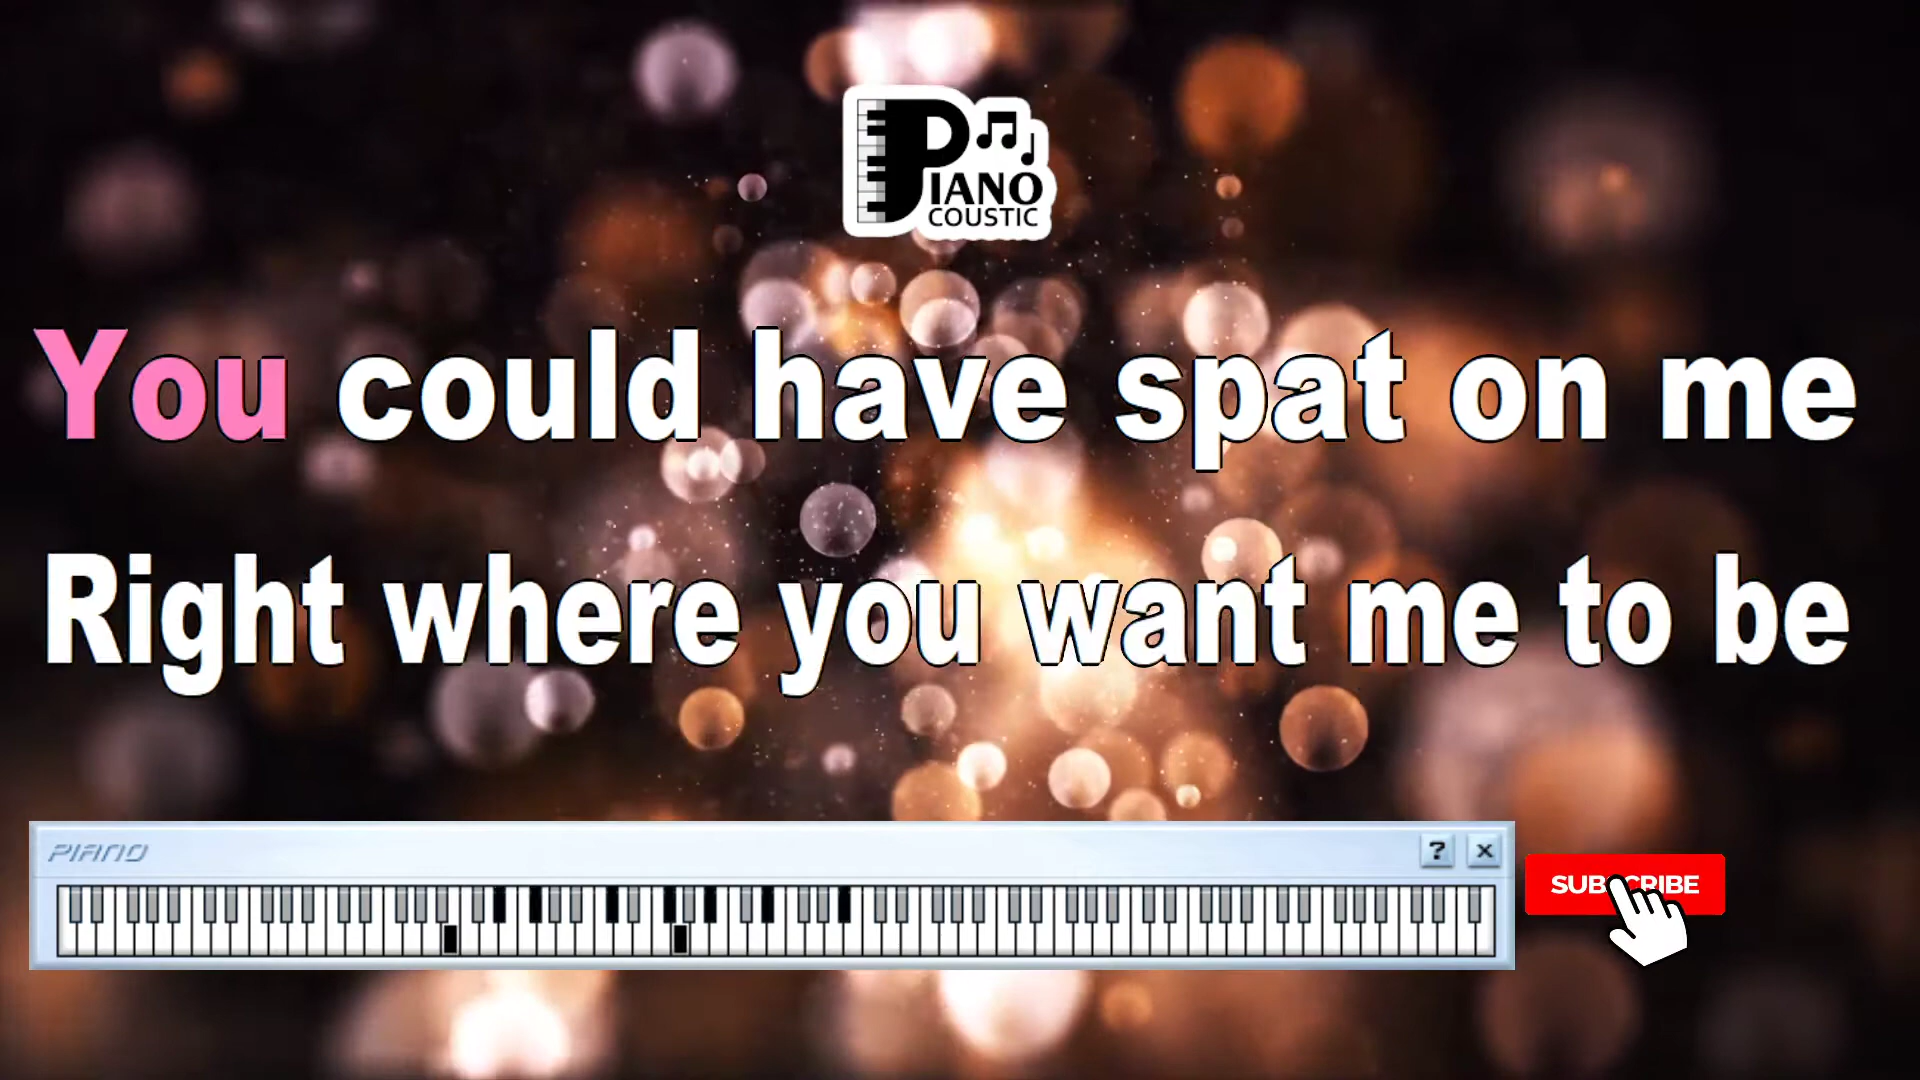 PIANO
COUSTIC
You could have spat on me
Right where you want me to be
PIANO
? ×
SUBSCRIBE